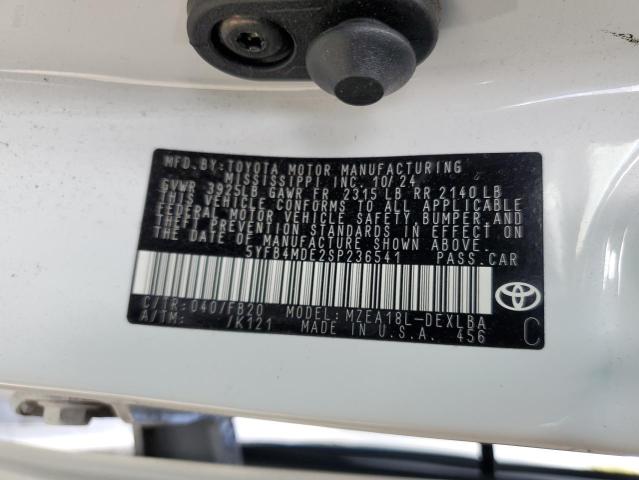 MFD. BY: TOYOTA MOTOR MANUFACTURING
MISSISSIPPI INC. 10/24
GVWR 3925LB GAWR FR 2315 LB RR 2140 LB
THIS VEHICLE CONFORMS TO ALL APPLICABLE
FEDERAL MOTOR VEHICLE SAFETY, BUMPER, AND
THEFT PREVENTION STANDARDS IN EFFECT ON
THE DATE OF MANUFACTURE SHOWN ABOVE.
5YFB4MDE2SP236541 PASS.CAR
C/TR: 040/FB20 MODEL: MZEA18L-DEXLBA
A/TM: /K121 MADE IN U.S.A. 456 C